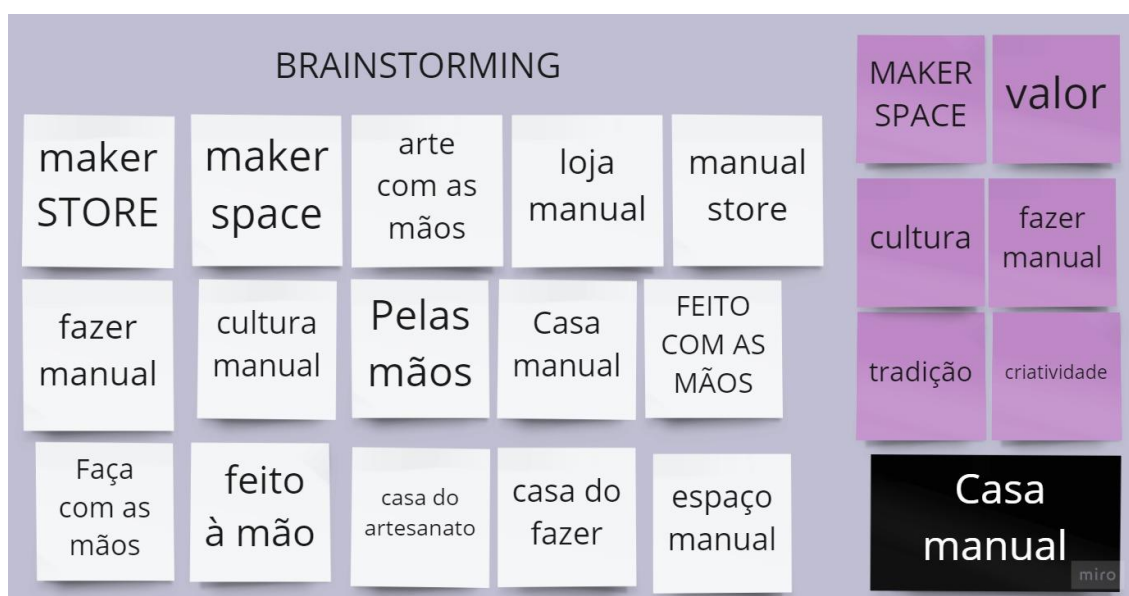 BRAINSTORMING
maker
STORE
maker
space
arte
com as
mãos
loja
manual
manual
store
fazer
manual
cultura
manual
Pelas
mãos
Casa
manual
FEITO
COM AS
MÃOS
Faça
com as
mãos
feito
à mão
casa do
artesanato
casa do
fazer
espaço
manual
MAKER
SPACE
valor
cultura
fazer
manual
tradição
criatividade
Casa
manual
miro